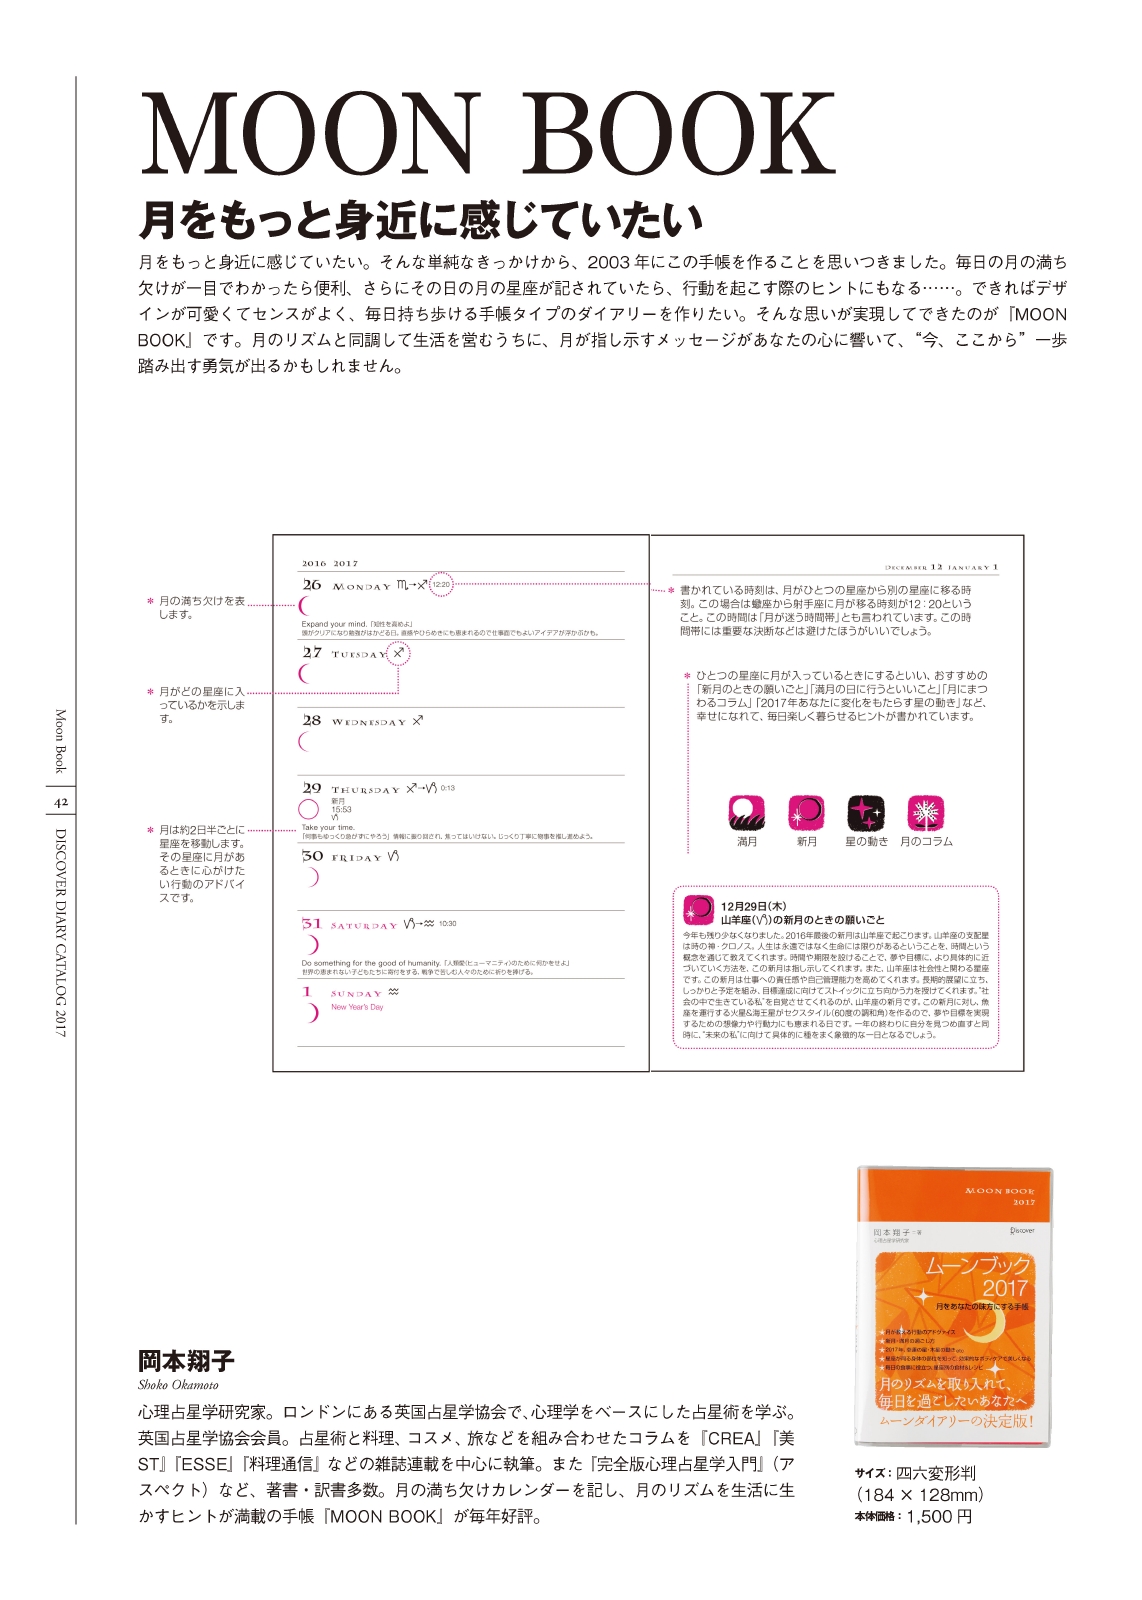 MOON BOOK
月をもっと身近に感じていたい
月をもっと身近に感じていたい。そんな単純なきっかけから、2003年にこの手帳を作ることを思いつきました。毎日の月の満ち
欠けが一目でわかったら便利、さらにその日の月の星座が記されていたら、行動を起こす際のヒントにもなる……。できればデザ
インが可愛くてセンスがよく、毎日持ち歩ける手帳タイプのダイアリーを作りたい。そんな思いが実現してできたのが『MOON
BOOK』です。月のリズムと同調して生活を営むうちに、月が指し示すメッセージがあなたの心に響いて、“今、ここから”一歩
踏み出す勇気が出るかもしれません。
Moon Book
42
DISCOVER DIARY CATALOG 2017
* 月の満ち欠けを表
します。
* 月がどの星座に入
っているかを示しま
す。
* 月は約2日半ごとに
星座を移動します。
その星座に月があ
るときに心がけた
い行動のアドバイ
スです。
2016 2017
26 MONDAY ♏→♐ 12:20
Expand your mind.「知性を高めよ」
頭がクリアになり勉強がはかどる日。直感やひらめきにも恵まれるので仕事面でもよいアイデアが浮かぶかも。
27 TUESDAY ♐
28 WEDNESDAY ♐
29 THURSDAY ♐→♑ 0:13
新月
15:53
♑
Take your time.
「何事もゆっくり急がずにやろう」情報に振り回され、焦ってはいけない。じっくり丁寧に物事を推し進めよう。
30 FRIDAY ♑
31 SATURDAY ♑→♒ 10:30
Do something for the good of humanity.「人類愛(ヒューマニティ)のために何かをせよ」
世界の恵まれない子どもたちに寄付をする。戦争で苦しむ人々のために祈りを捧げる。
1 SUNDAY ♒
New Year's Day
DECEMBER 12 JANUARY 1
* 書かれている時刻は、月がひとつの星座から別の星座に移る時
刻。この場合は蠍座から射手座に月が移る時刻が12：20という
こと。この時間は「月が迷う時間帯」とも言われています。この時
間帯には重要な決断などは避けたほうがいいでしょう。
* ひとつの星座に月が入っているときにするといい、おすすめの
「新月のときの願いごと」「満月の日に行うといいこと」「月にまつ
わるコラム」「2017年あなたに変化をもたらす星の動き」など、
幸せになれて、毎日楽しく暮らせるヒントが書かれています。
満月 新月 星の動き 月のコラム
12月29日(木)
山羊座(♑)の新月のときの願いごと
今年も残り少なくなりました。2016年最後の新月は山羊座で起こります。山羊座の支配星
は時の神・クロノス。人生は永遠ではなく生命には限りがあるということを、時間という
概念を通じて教えてくれます。時間や期限を設けることで、夢や目標に、より具体的に近
づいていく方法を、この新月は指し示してくれます。また、山羊座は社会性と関わる星座
です。この新月は仕事への責任感や自己管理能力を高めてくれます。長期的展望に立ち、
しっかりと予定を組み、目標達成に向けてストイックに立ち向かう力を授けてくれます。“社
会の中で生きている私”を自覚させてくれるのが、山羊座の新月です。この新月に対し、魚
座を運行する火星&海王星がセクスタイル(60度の調和角)を作るので、夢や目標を実現
するための想像力や行動力にも恵まれる日です。一年の終わりに自分を見つめ直すと同
時に、“未来の私”に向けて具体的に種をまく象徴的な一日となるでしょう。
MOON BOOK
2017
岡本翔子・著
心理占星学研究家
Discover
ムーンブック
2017
月をあなたの味方にする手帳
月が教える行動のアドヴァイス
新月・満月の過ごし方
月のリズムを取り入れて、
毎日を過ごしたいあなたへ
ムーンダイアリーの決定版！
岡本翔子
Shoko Okamoto
心理占星学研究家。ロンドンにある英国占星学協会で、心理学をベースにした占星術を学ぶ。
英国占星学協会会員。占星術と料理、コスメ、旅などを組み合わせたコラムを『CREA』『美
ST』『ESSE』『料理通信』などの雑誌連載を中心に執筆。また『完全版心理占星学入門』（ア
スペクト）など、著書・訳書多数。月の満ち欠けカレンダーを記し、月のリズムを生活に生
かすヒントが満載の手帳『MOON BOOK』が毎年好評。
サイズ：四六変形判
（184 × 128mm）
本体価格：1,500円